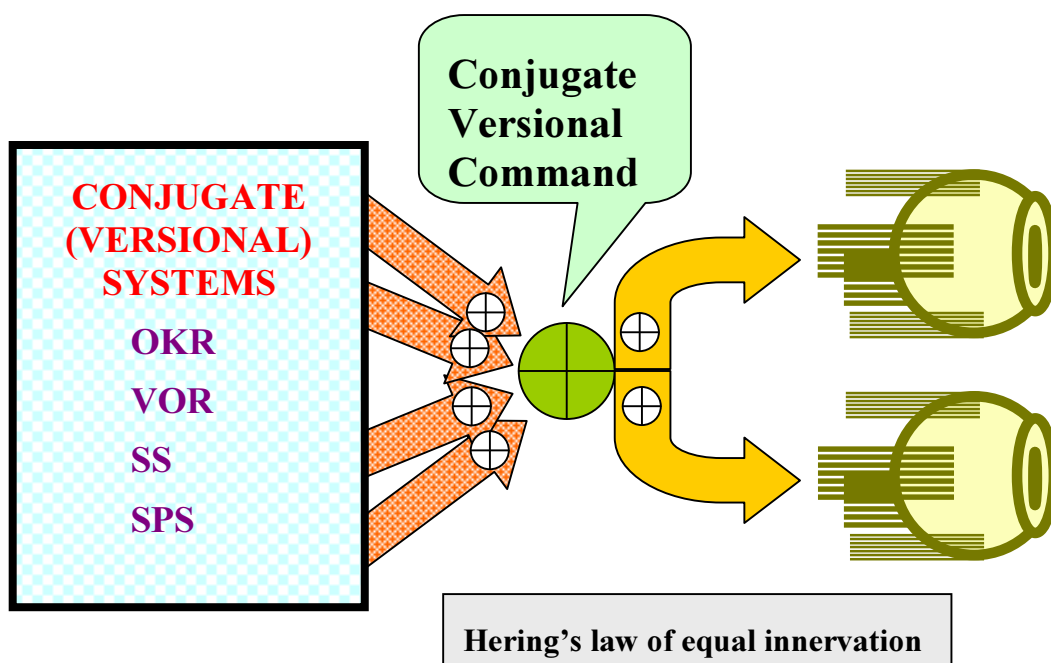 Conjugate
Versional
Command
CONJUGATE
(VERSIONAL)
SYSTEMS
OKR
VOR
SS
SPS
Hering’s law of equal innervation